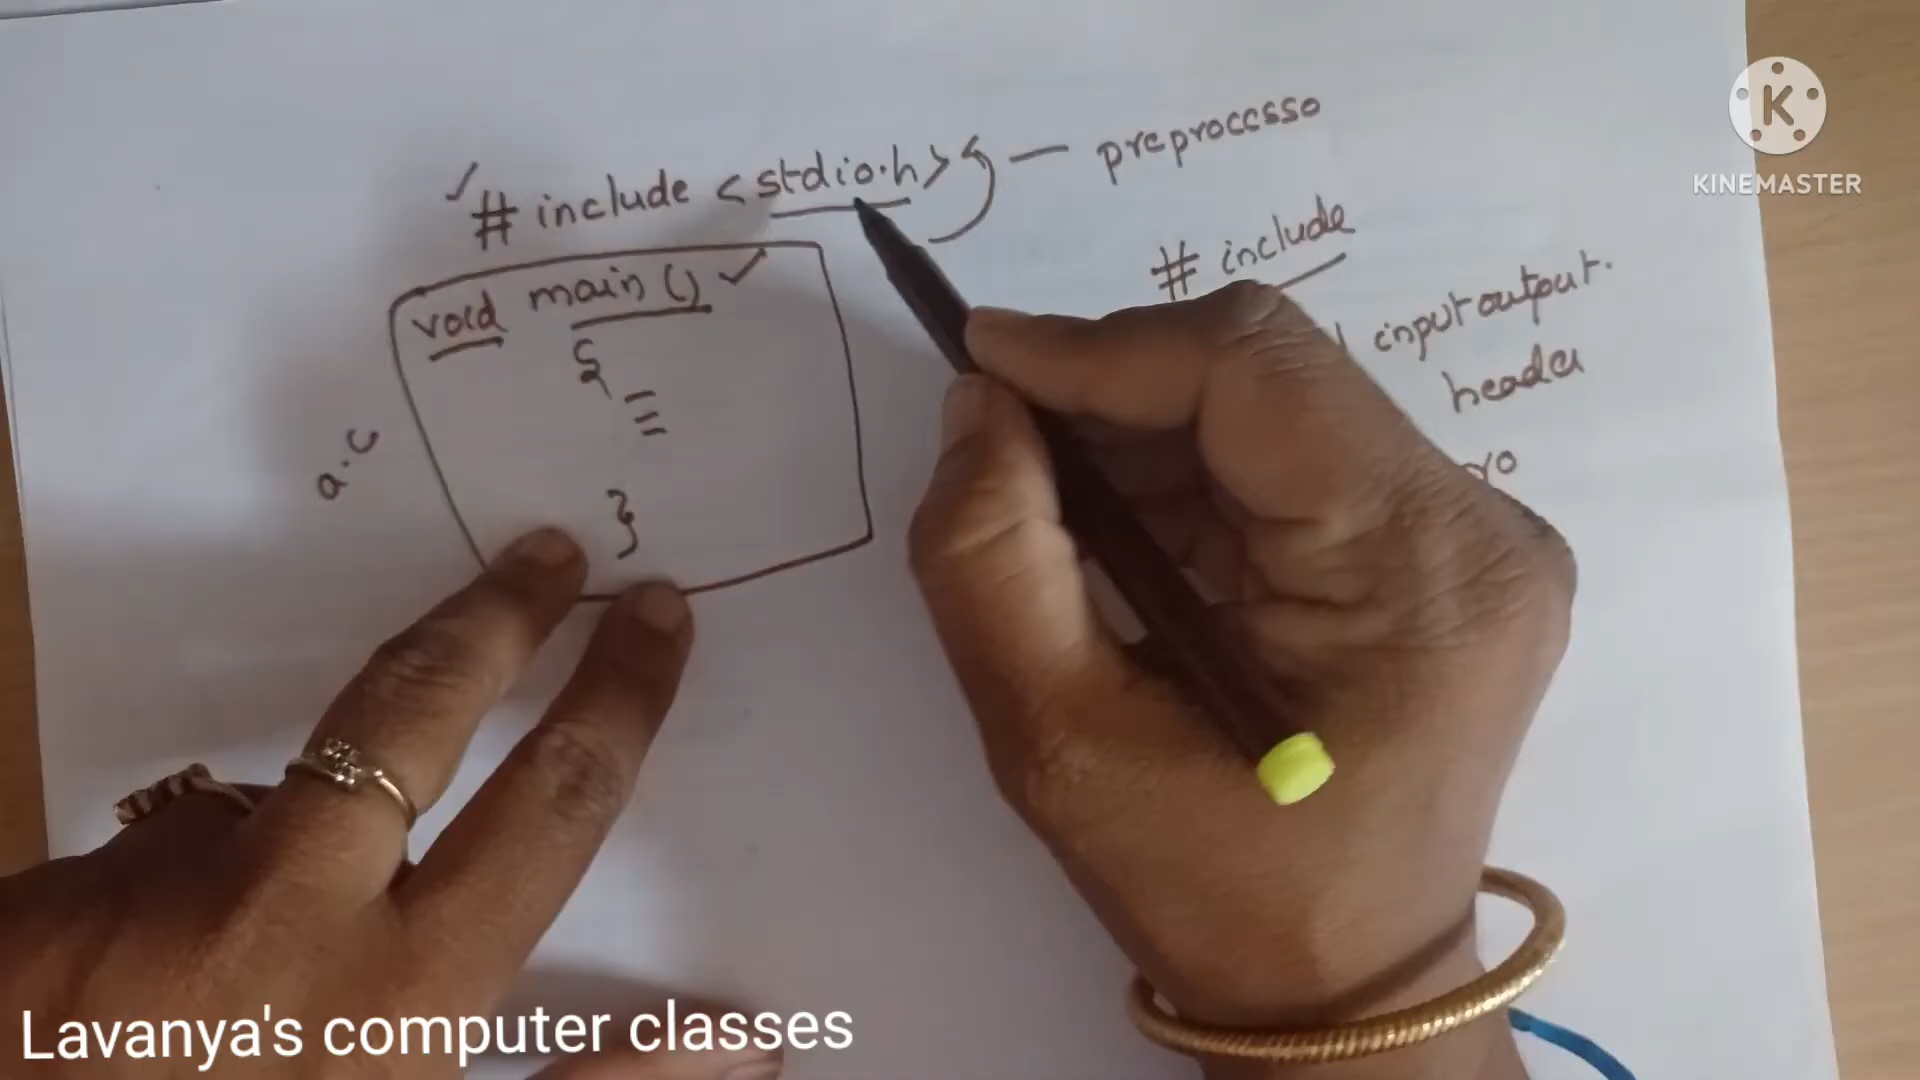 # include <stdio.h> — preprocesso
KINEMASTER
# include
void main ()
{
input output.
header
a.c
}
Lavanya's computer classes